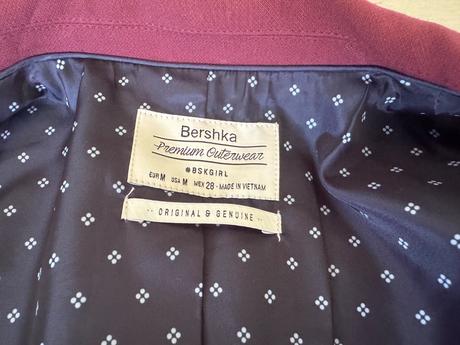 Bershka
Premium Outerwear
@BSKGIRL
EUR M USA M MEX 28 - MADE IN VIETNAM
·· ORIGINAL & GENUINE ··